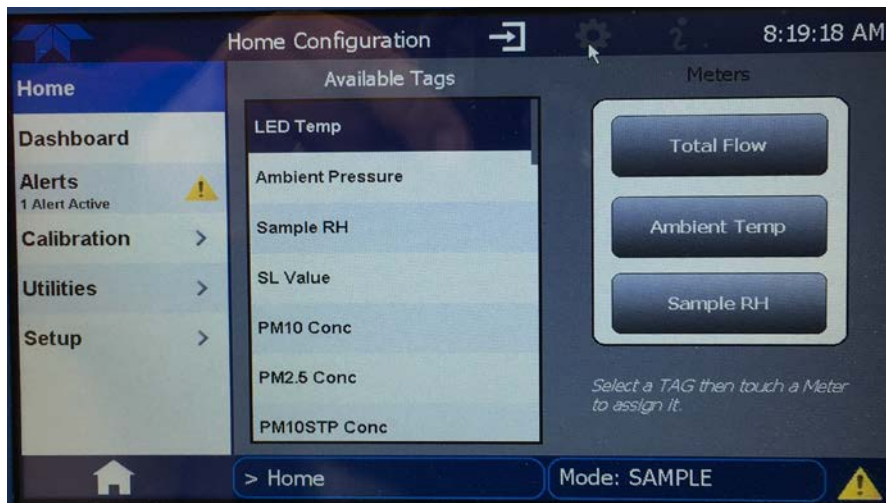 Home Configuration
8:19:18 AM
Home
Dashboard
Alerts
1 Alert Active
Calibration
Utilities
Setup
Available Tags
LED Temp
Ambient Pressure
Sample RH
SL Value
PM10 Conc
PM2.5 Conc
PM10STP Conc
Meters
Total Flow
Ambient Temp
Sample RH
Select a TAG then touch a Meter
to assign it.
> Home
Mode: SAMPLE